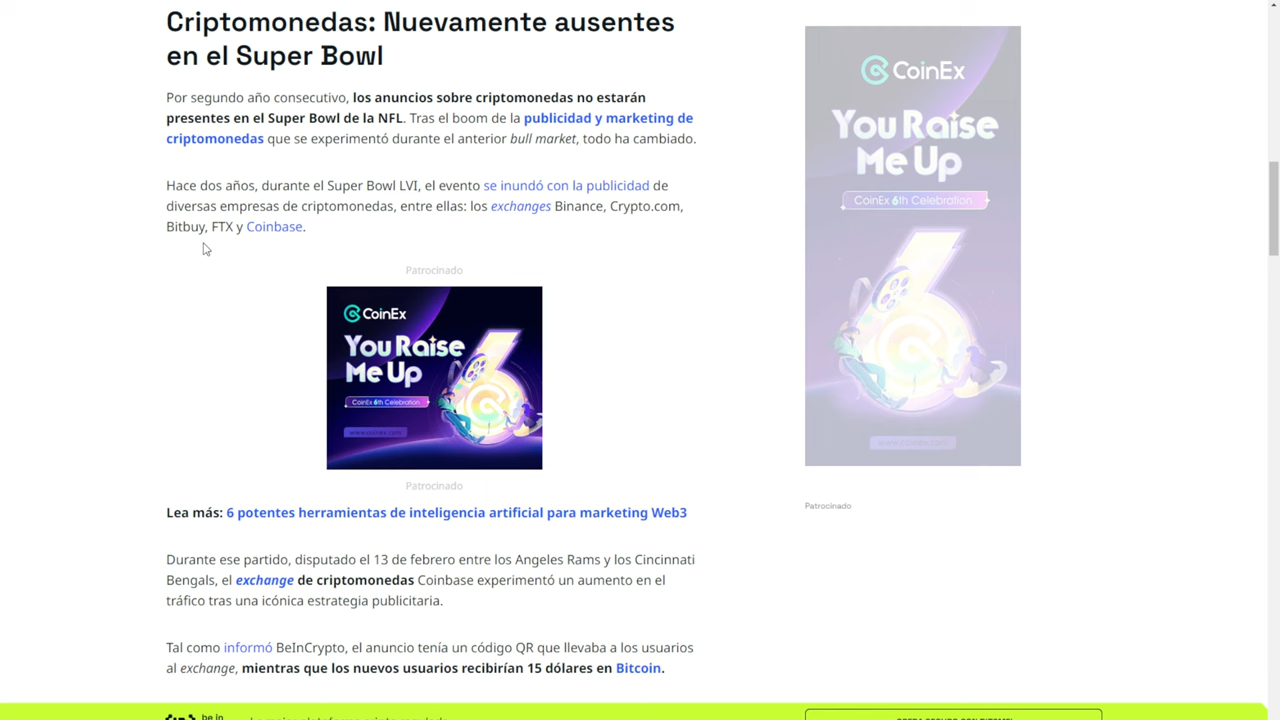 Criptomonedas: Nuevamente ausentes
en el Super Bowl
Por segundo año consecutivo, los anuncios sobre criptomonedas no estarán
presentes en el Super Bowl de la NFL. Tras el boom de la publicidad y marketing de
criptomonedas que se experimentó durante el anterior bull market, todo ha cambiado.
Hace dos años, durante el Super Bowl LVI, el evento se inundó con la publicidad de
diversas empresas de criptomonedas, entre ellas: los exchanges Binance, Crypto.com,
Bitbuy, FTX y Coinbase.
Patrocinado
CoinEx
You Raise
Me Up
CoinEx 6th Celebration
www.coinex.com
Patrocinado
Lea más: 6 potentes herramientas de inteligencia artificial para marketing Web3
Durante ese partido, disputado el 13 de febrero entre los Angeles Rams y los Cincinnati
Bengals, el exchange de criptomonedas Coinbase experimentó un aumento en el
tráfico tras una icónica estrategia publicitaria.
Tal como informó BeInCrypto, el anuncio tenía un código QR que llevaba a los usuarios
al exchange, mientras que los nuevos usuarios recibirían 15 dólares en Bitcoin.
CoinEx
You Raise
Me Up
CoinEx 6th Celebration
www.coinex.com
Patrocinado
be in